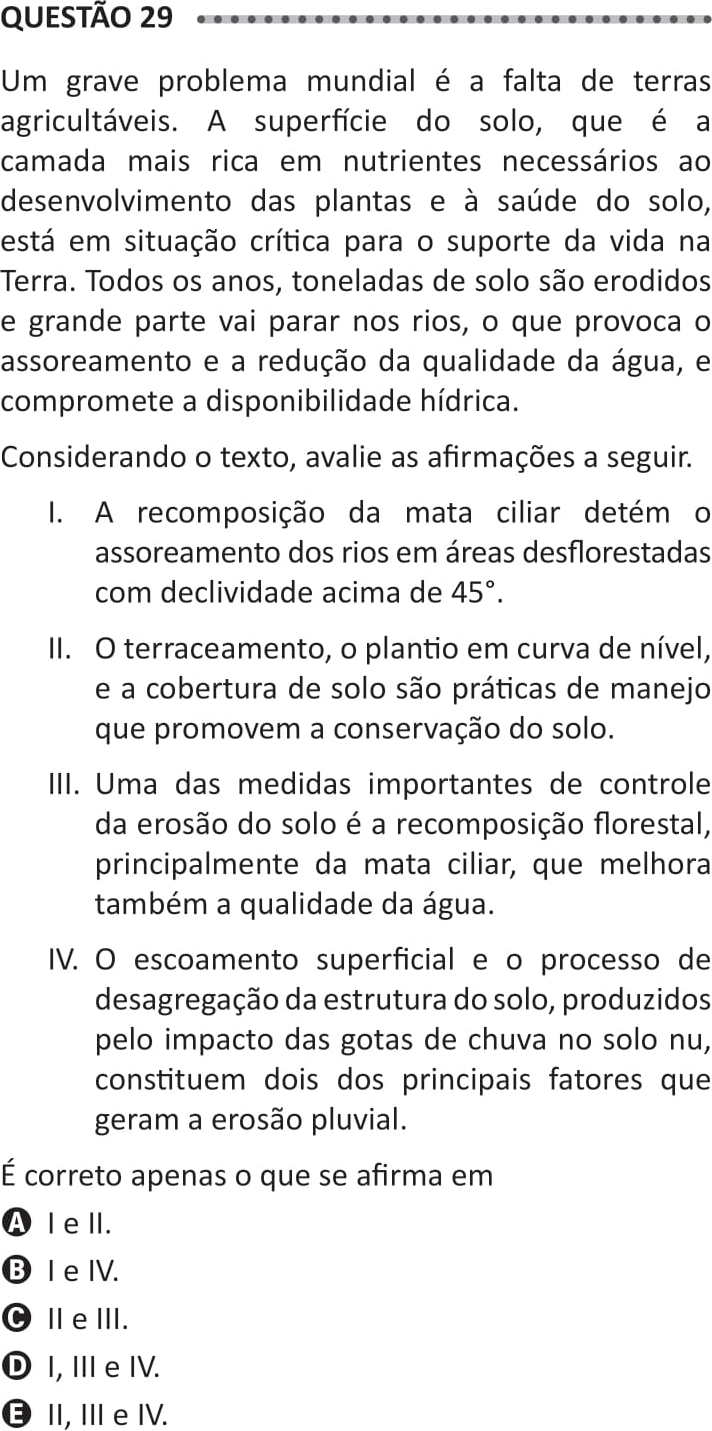 QUESTÃO 29
Um grave problema mundial é a falta de terras
agricultáveis. A superfície do solo, que é a
camada mais rica em nutrientes necessários ao
desenvolvimento das plantas e à saúde do solo,
está em situação crítica para o suporte da vida na
Terra. Todos os anos, toneladas de solo são erodidos
e grande parte vai parar nos rios, o que provoca o
assoreamento e a redução da qualidade da água, e
compromete a disponibilidade hídrica.
Considerando o texto, avalie as afirmações a seguir.
I. A recomposição da mata ciliar detém o
assoreamento dos rios em áreas desflorestadas
com declividade acima de 45°.
II. O terraceamento, o plantio em curva de nível,
e a cobertura de solo são práticas de manejo
que promovem a conservação do solo.
III. Uma das medidas importantes de controle
da erosão do solo é a recomposição florestal,
principalmente da mata ciliar, que melhora
também a qualidade da água.
IV. O escoamento superficial e o processo de
desagregação da estrutura do solo, produzidos
pelo impacto das gotas de chuva no solo nu,
constituem dois dos principais fatores que
geram a erosão pluvial.
É correto apenas o que se afirma em
A I e II.
B I e IV.
C II e III.
D I, III e IV.
E II, III e IV.